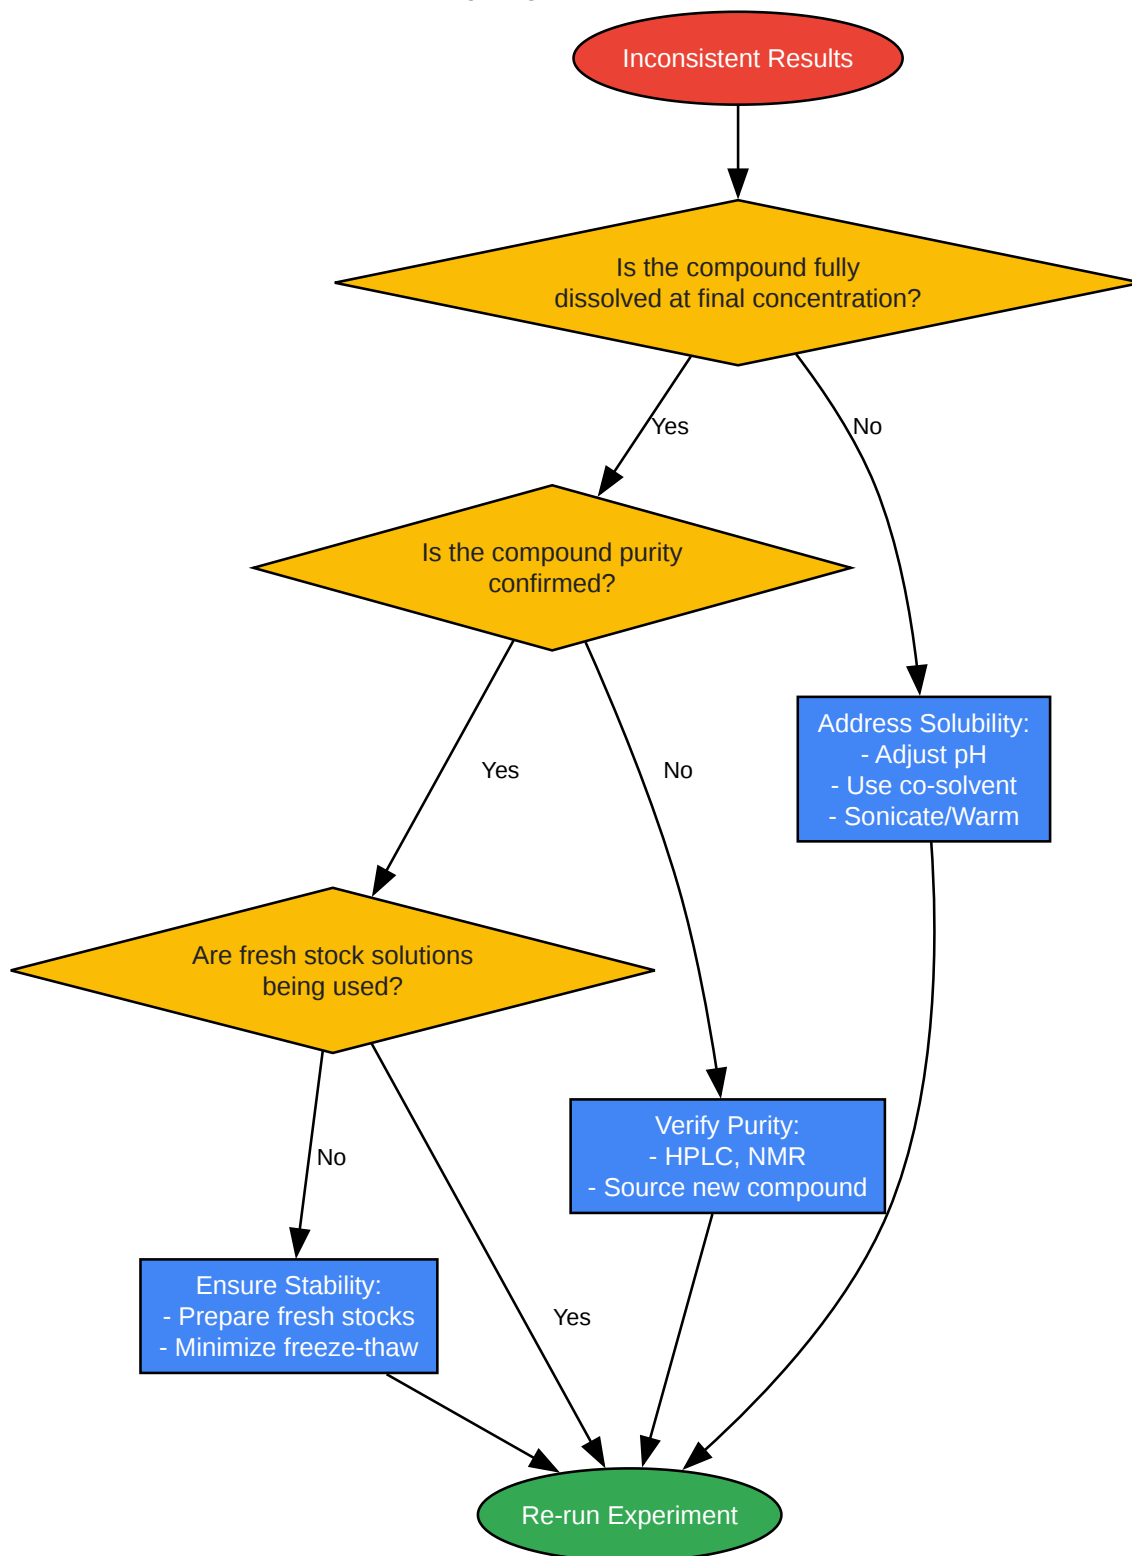 Inconsistent Results
Is the compound fully
dissolved at final concentration?
Yes
No
Is the compound purity
confirmed?
Address Solubility:
- Adjust pH
- Use co-solvent
- Sonicate/Warm
Yes
No
Are fresh stock solutions
being used?
Verify Purity:
- HPLC, NMR
- Source new compound
No
Ensure Stability:
- Prepare fresh stocks
- Minimize freeze-thaw
Yes
Re-run Experiment